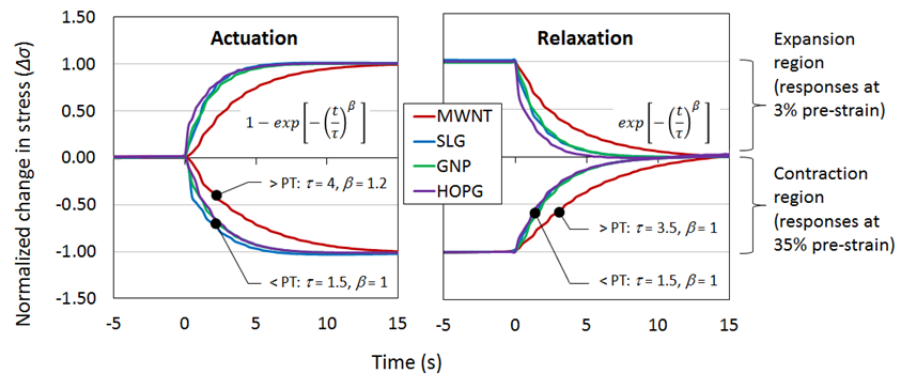 Normalized change in stress (Δσ)
1.50
1.00
0.50
0.00
-0.50
-1.00
-1.50
Actuation
1 − exp[−(t/τ)^β]
> PT: τ = 4, β = 1.2
< PT: τ = 1.5, β = 1
-5 0 5 10 15
MWNT
SLG
GNP
HOPG
Relaxation
exp[−(t/τ)^β]
> PT: τ = 3.5, β = 1
< PT: τ = 1.5, β = 1
-5 0 5 10 15
Time (s)
Expansion
region
(responses at
3% pre-strain)
Contraction
region
(responses at
35% pre-strain)